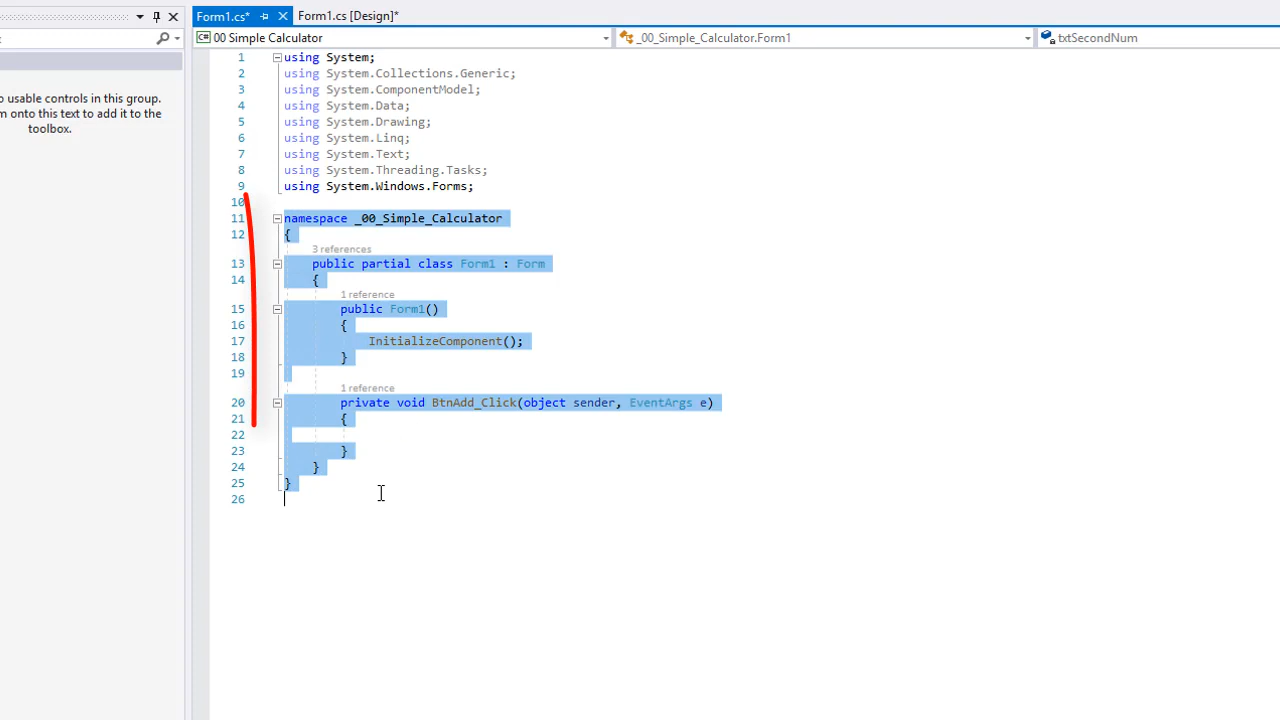 Form1.cs*
Form1.cs [Design]*
C# 00 Simple Calculator
_00_Simple_Calculator.Form1
txtSecondNum
o usable controls in this group.
m onto this text to add it to the
toolbox.
1 using System;
2 using System.Collections.Generic;
3 using System.ComponentModel;
4 using System.Data;
5 using System.Drawing;
6 using System.Linq;
7 using System.Text;
8 using System.Threading.Tasks;
9 using System.Windows.Forms;
10
11 namespace _00_Simple_Calculator
12 {
3 references
13 public partial class Form1 : Form
14 {
1 reference
15 public Form1()
16 {
17 InitializeComponent();
18 }
19
1 reference
20 private void BtnAdd_Click(object sender, EventArgs e)
21 {
22
23 }
24 }
25 }
26